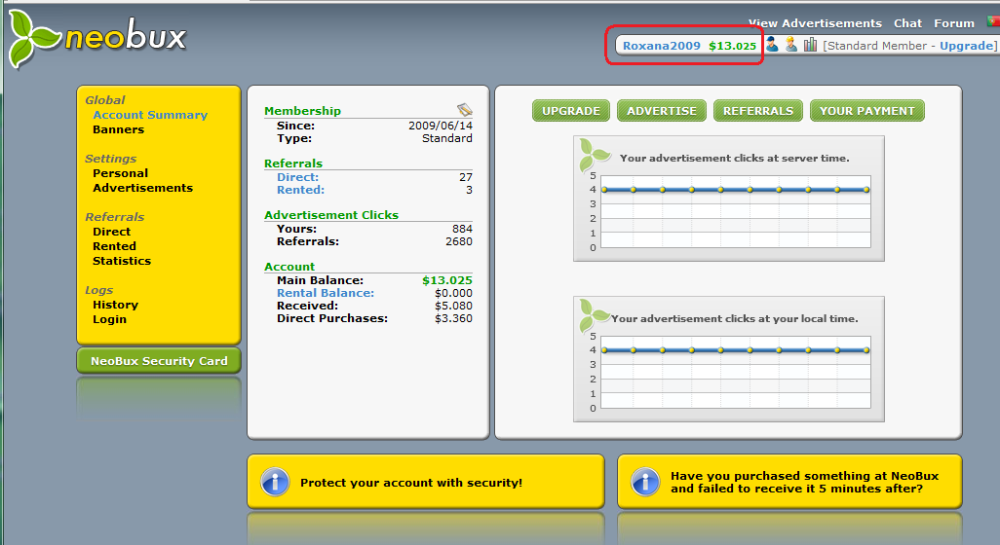 neobux
View Advertisements Chat Forum
Roxana2009 $13.025 [Standard Member - Upgrade]
Global
Account Summary
Banners
Settings
Personal
Advertisements
Referrals
Direct
Rented
Statistics
Logs
History
Login
NeoBux Security Card
Membership
Since: 2009/06/14
Type: Standard
Referrals
Direct: 27
Rented: 3
Advertisement Clicks
Yours: 884
Referrals: 2680
Account
Main Balance: $13.025
Rental Balance: $0.000
Received: $5.080
Direct Purchases: $3.360
UPGRADE ADVERTISE REFERRALS YOUR PAYMENT
Your advertisement clicks at server time.
5
4
3
2
1
0
Your advertisement clicks at your local time.
5
4
3
2
1
0
Protect your account with security!
Have you purchased something at NeoBux
and failed to receive it 5 minutes after?